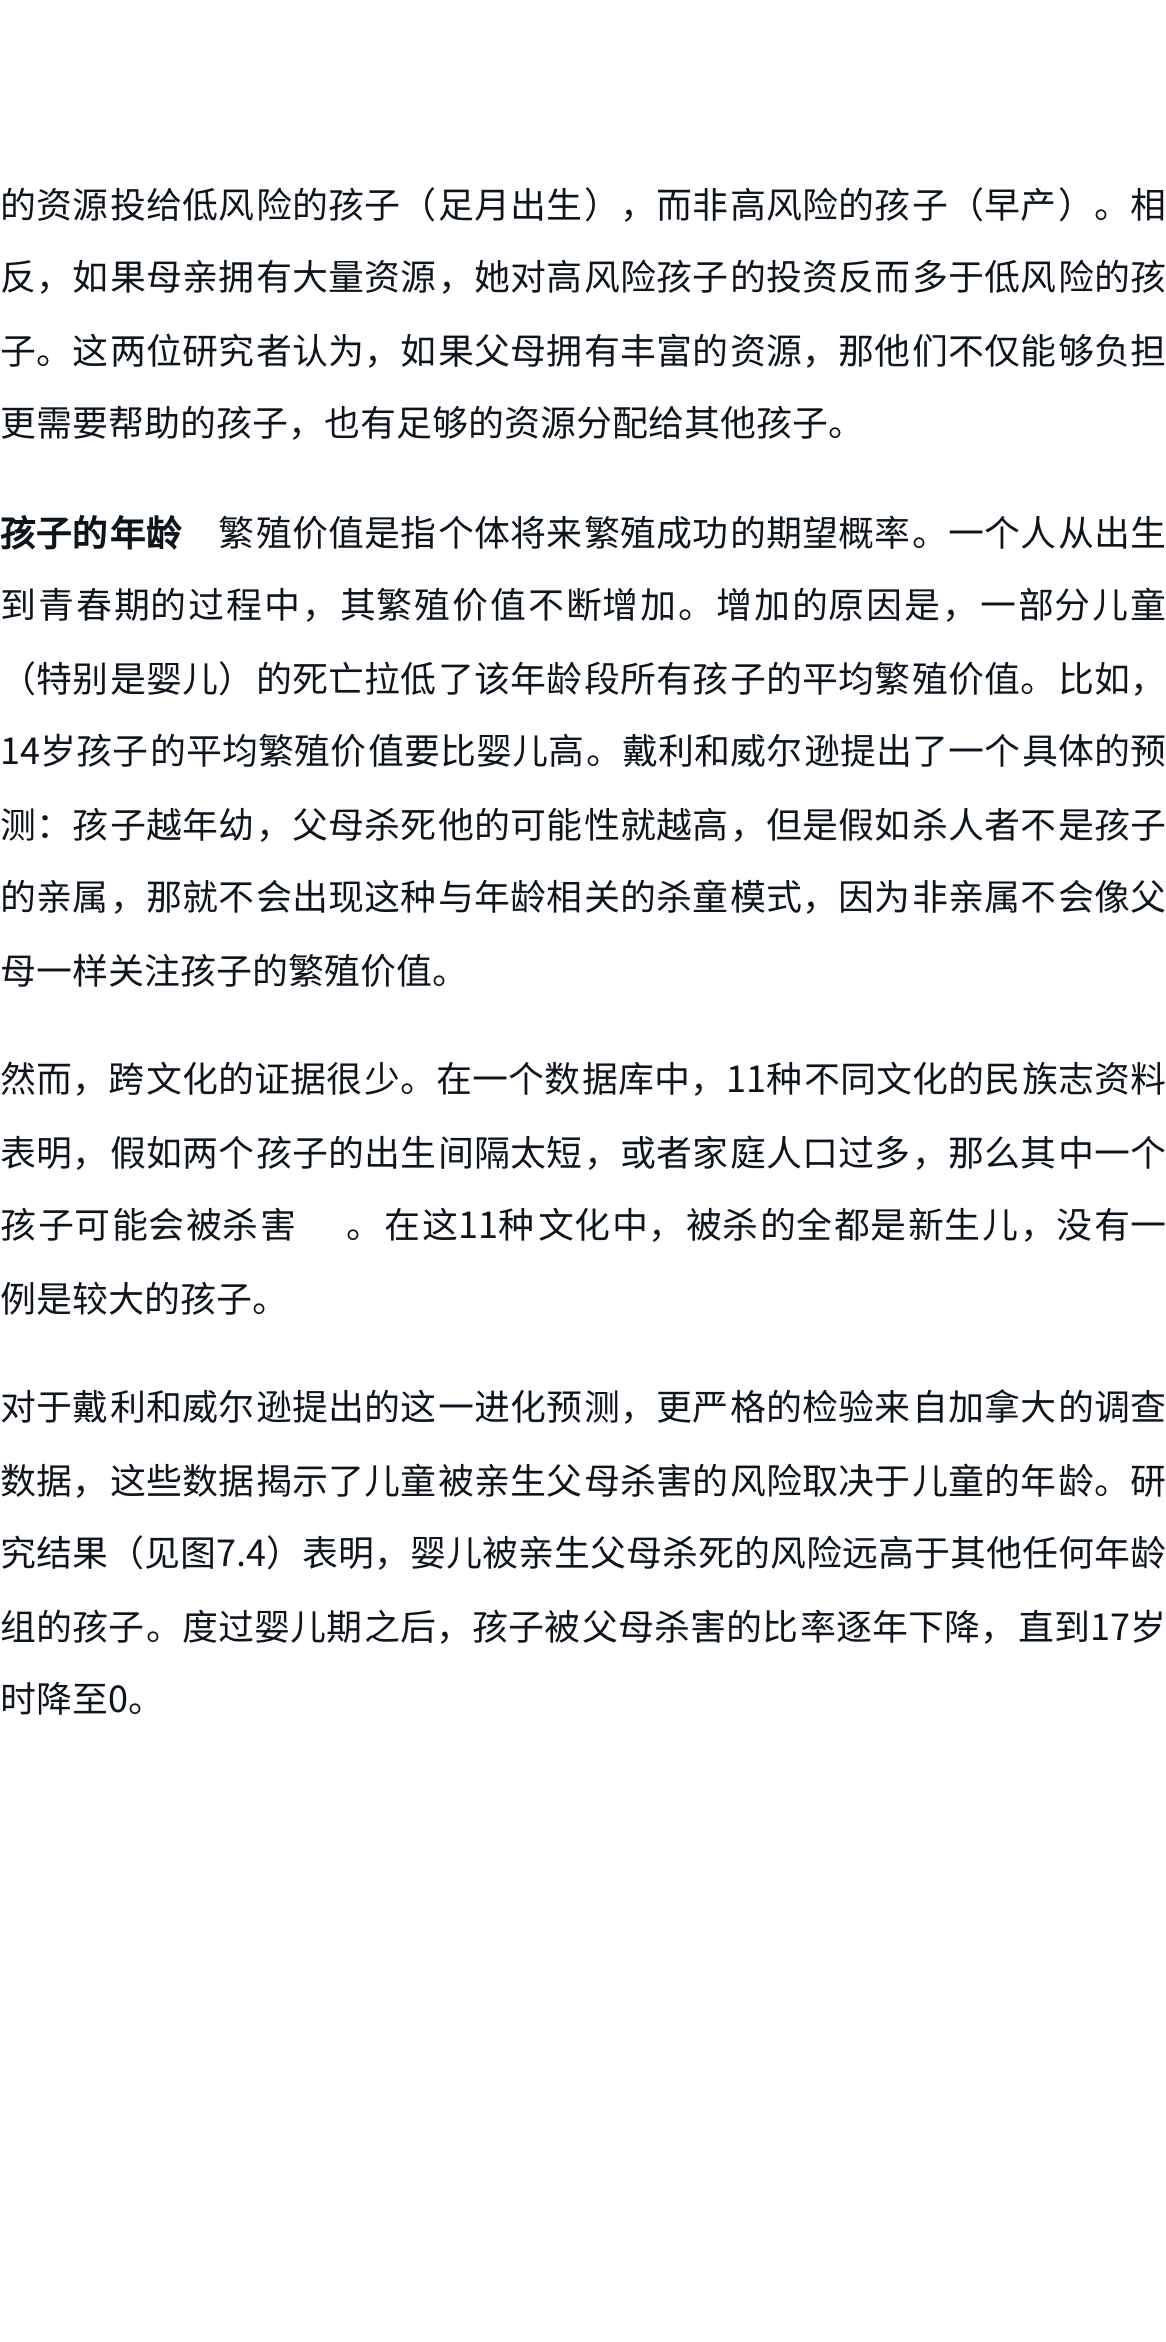 的资源投给低风险的孩子（足月出生），而非高风险的孩子（早产）。相
反，如果母亲拥有大量资源，她对高风险孩子的投资反而多于低风险的孩
子。这两位研究者认为，如果父母拥有丰富的资源，那他们不仅能够负担
更需要帮助的孩子，也有足够的资源分配给其他孩子。
孩子的年龄　繁殖价值是指个体将来繁殖成功的期望概率。一个人从出生
到青春期的过程中，其繁殖价值不断增加。增加的原因是，一部分儿童
（特别是婴儿）的死亡拉低了该年龄段所有孩子的平均繁殖价值。比如，
14岁孩子的平均繁殖价值要比婴儿高。戴利和威尔逊提出了一个具体的预
测：孩子越年幼，父母杀死他的可能性就越高，但是假如杀人者不是孩子
的亲属，那就不会出现这种与年龄相关的杀童模式，因为非亲属不会像父
母一样关注孩子的繁殖价值。
然而，跨文化的证据很少。在一个数据库中，11种不同文化的民族志资料
表明，假如两个孩子的出生间隔太短，或者家庭人口过多，那么其中一个
孩子可能会被杀害　。在这11种文化中，被杀的全都是新生儿，没有一
例是较大的孩子。
对于戴利和威尔逊提出的这一进化预测，更严格的检验来自加拿大的调查
数据，这些数据揭示了儿童被亲生父母杀害的风险取决于儿童的年龄。研
究结果（见图7.4）表明，婴儿被亲生父母杀死的风险远高于其他任何年龄
组的孩子。度过婴儿期之后，孩子被父母杀害的比率逐年下降，直到17岁
时降至0。